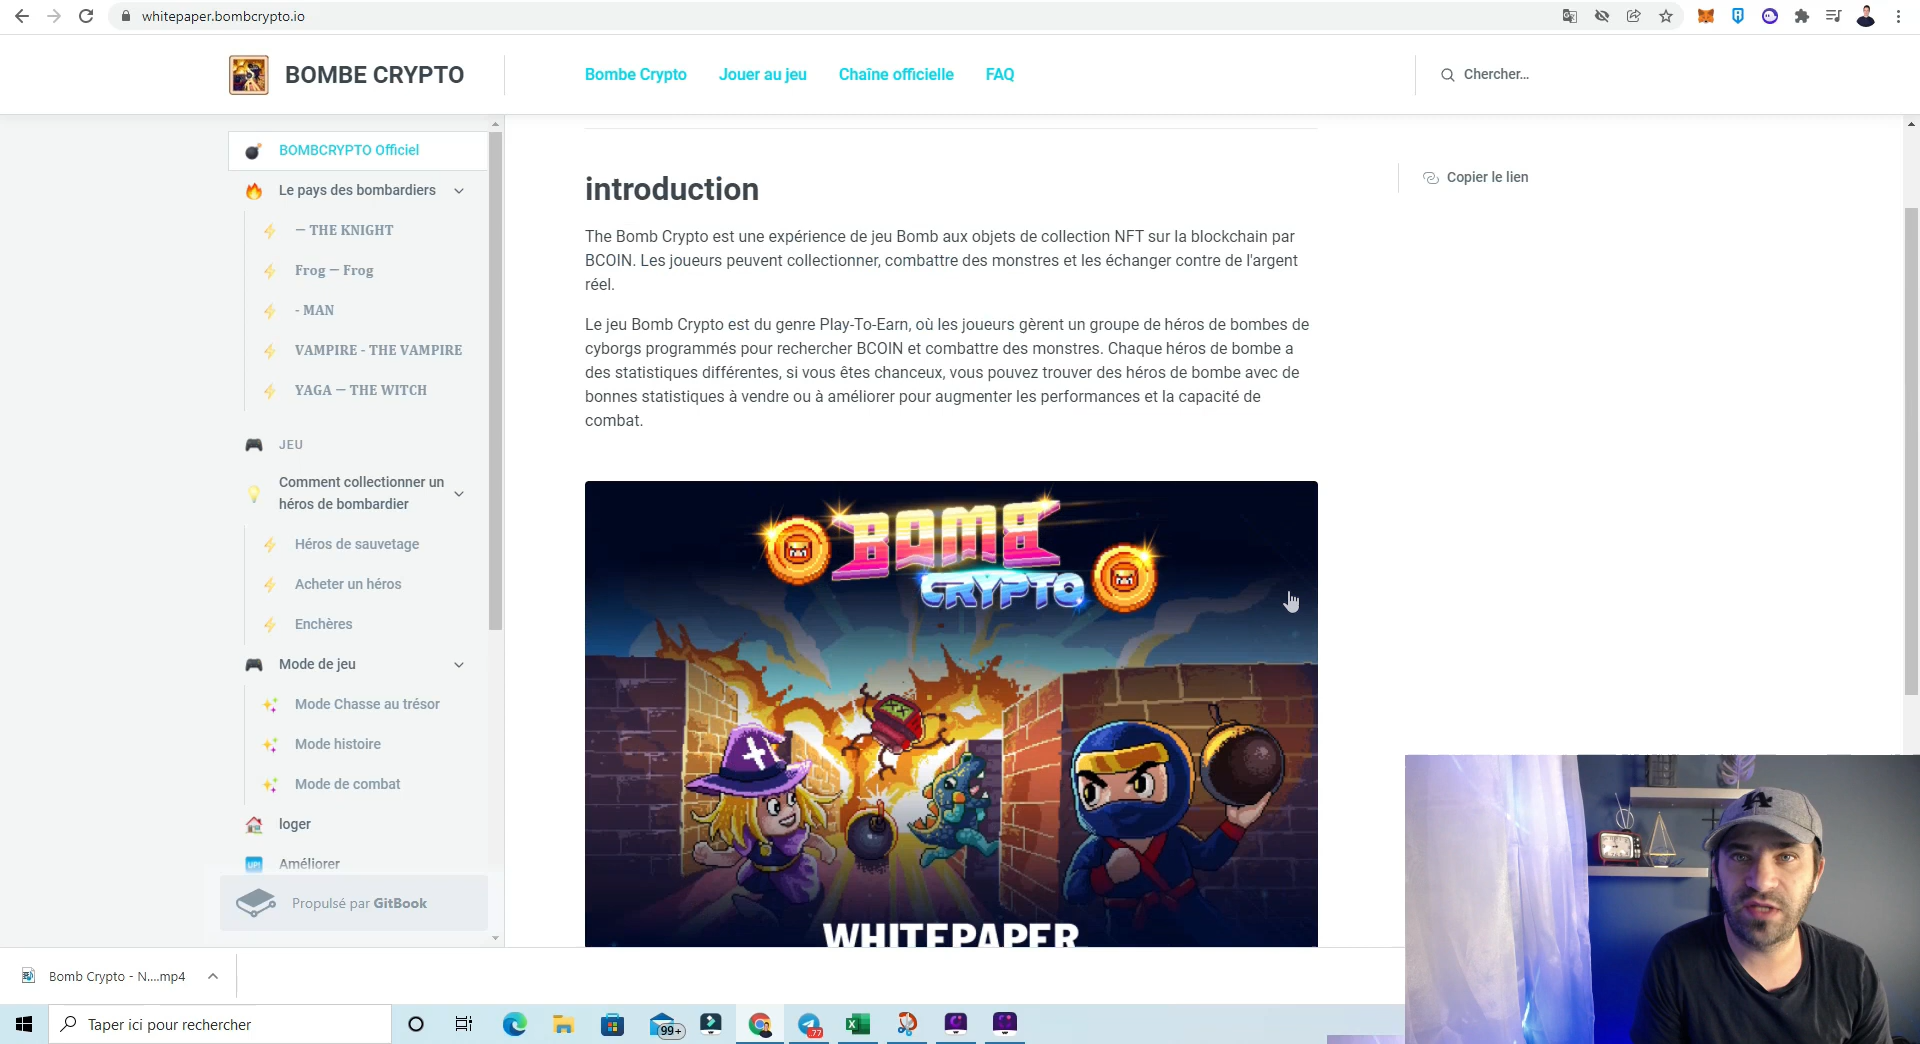 whitepaper.bombcrypto.io
BOMBE CRYPTO
Bombe Crypto
Jouer au jeu
Chaîne officielle
FAQ
Chercher...
BOMBCRYPTO Officiel
Le pays des bombardiers
— THE KNIGHT
Frog — Frog
- MAN
VAMPIRE - THE VAMPIRE
YAGA — THE WITCH
JEU
Comment collectionner un
héros de bombardier
Héros de sauvetage
Acheter un héros
Enchères
Mode de jeu
Mode Chasse au trésor
Mode histoire
Mode de combat
loger
UP!
Améliorer
Propulsé par GitBook
introduction
The Bomb Crypto est une expérience de jeu Bomb aux objets de collection NFT sur la blockchain par
BCOIN. Les joueurs peuvent collectionner, combattre des monstres et les échanger contre de l'argent
réel.
Le jeu Bomb Crypto est du genre Play-To-Earn, où les joueurs gèrent un groupe de héros de bombes de
cyborgs programmés pour rechercher BCOIN et combattre des monstres. Chaque héros de bombe a
des statistiques différentes, si vous êtes chanceux, vous pouvez trouver des héros de bombe avec de
bonnes statistiques à vendre ou à améliorer pour augmenter les performances et la capacité de
combat.
Copier le lien
BOMB
CRYPTO
WHITEPAPER
Bomb Crypto - N....mp4
Taper ici pour rechercher
99+
77